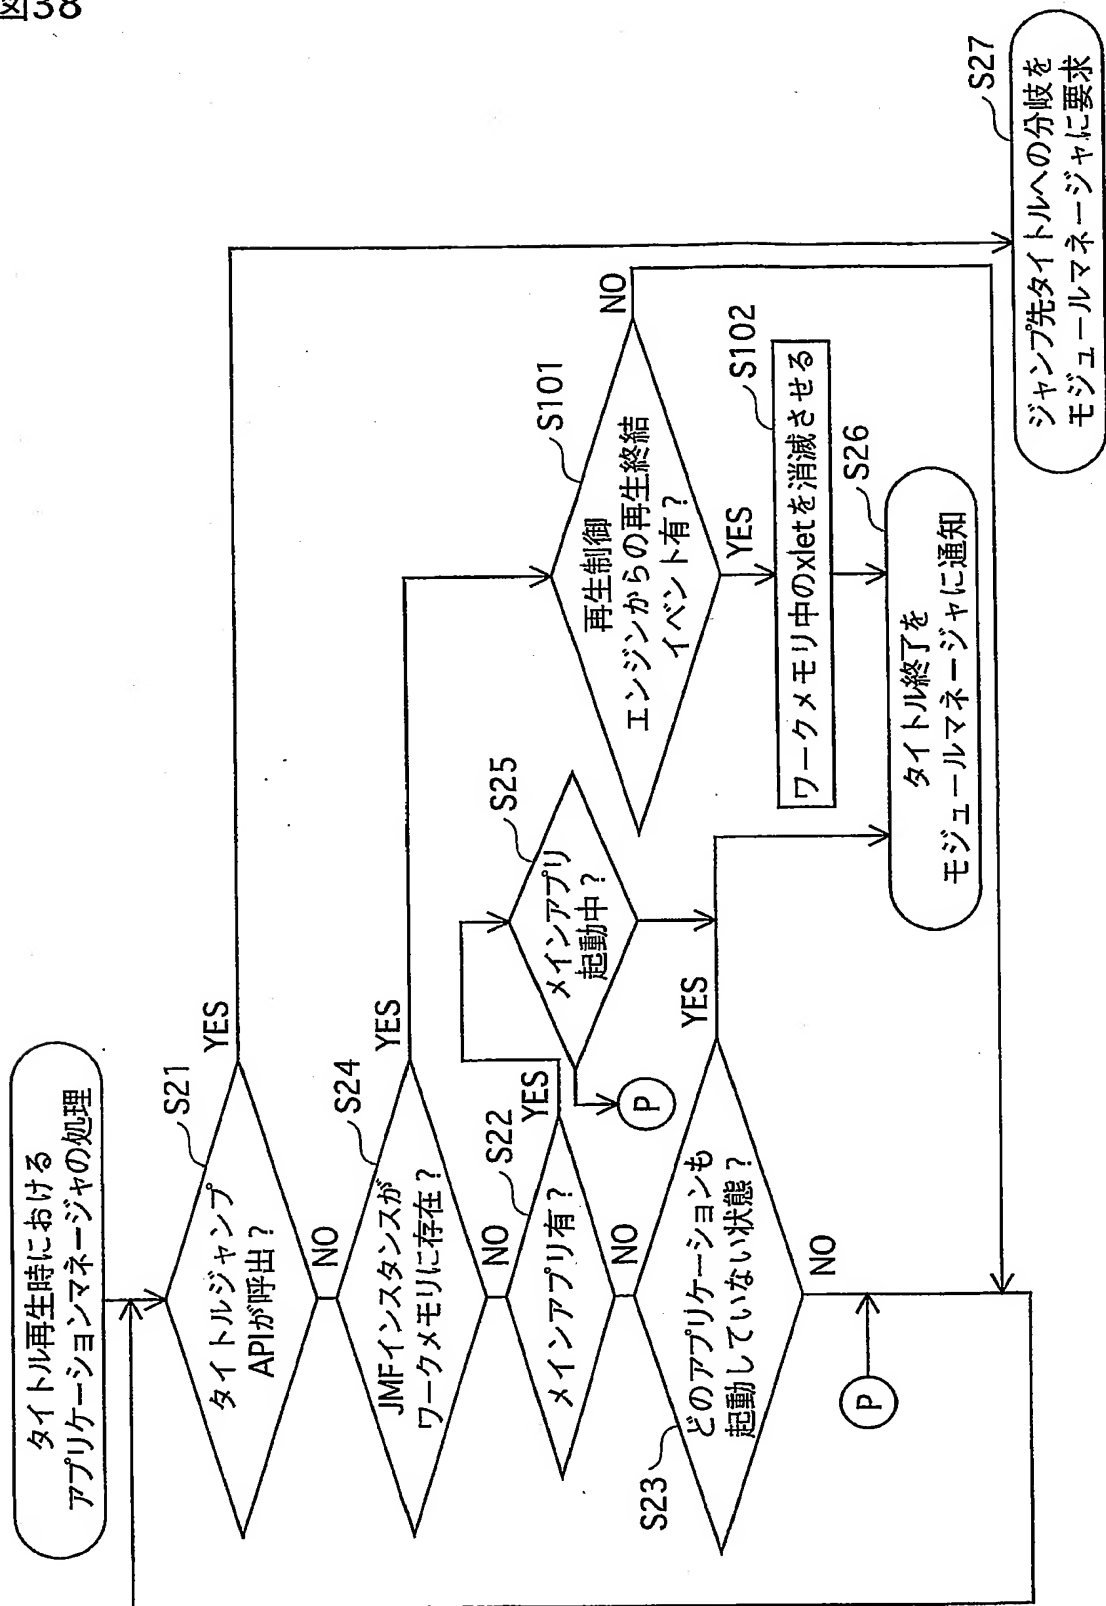 図38
タイトル再生時における
アプリケーションマネージャの処理
S21
タイトルジャンプ
APIが呼出？
YES
NO
S24
JMFインスタンスが
ワークメモリに存在？
YES
NO
S22
メインアプリ有？
YES
NO
S25
メインアプリ
起動中？
P
S23
どのアプリケーションも
起動していない状態？
YES
NO
P
S101
再生制御
エンジンからの再生終結
イベント有？
NO
YES
S102
ワークメモリ中のxletを消滅させる
S26
タイトル終了を
モジュールマネージャに通知
S27
ジャンプ先タイトルへの分岐を
モジュールマネージャに要求